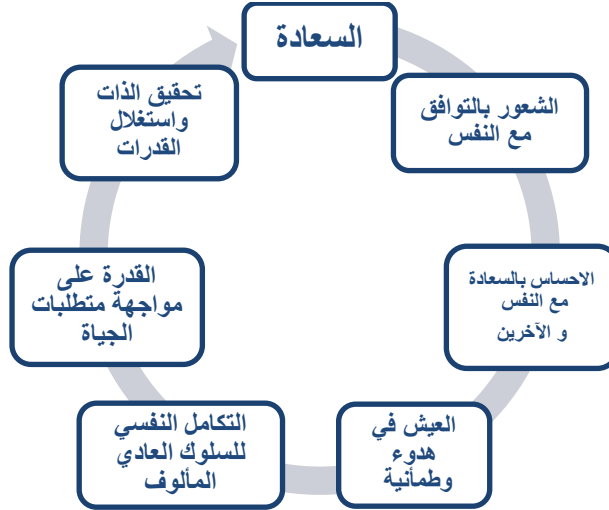 السعادة
الشعور بالتوافق
مع النفس
الاحساس بالسعادة
مع النفس
و الآخرين
العيش في
هدوء
وطمأنية
التكامل النفسي
للسلوك العادي
المألوف
القدرة على
مواجهة متطلبات
الجياة
تحقيق الذات
واستغلال
القدرات